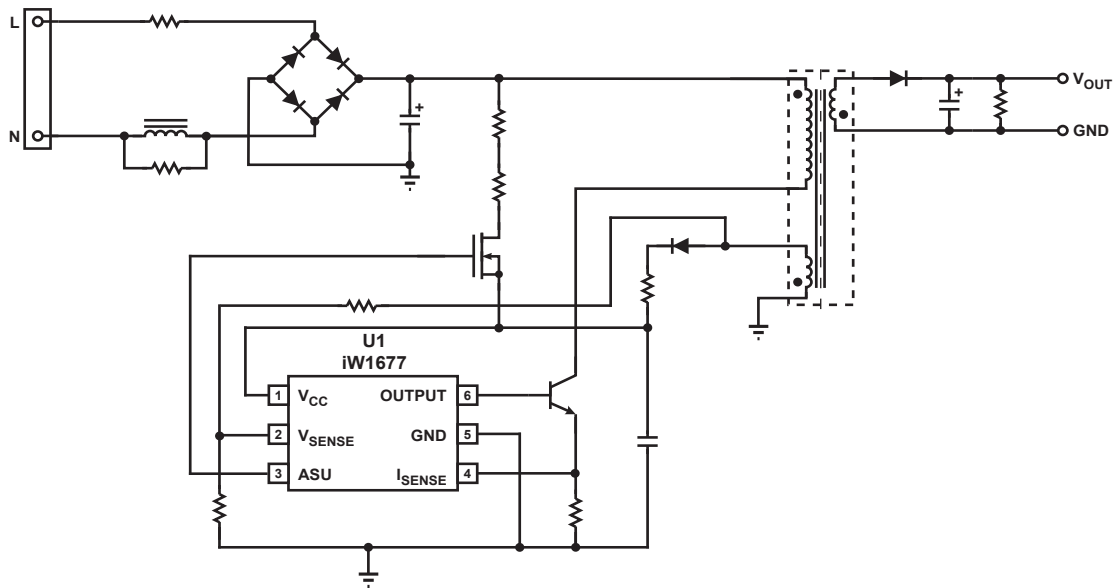 L
+
+
V_OUT
N
GND
U1
iW1677
1 V_CC OUTPUT 6
2 V_SENSE GND 5
3 ASU I_SENSE 4